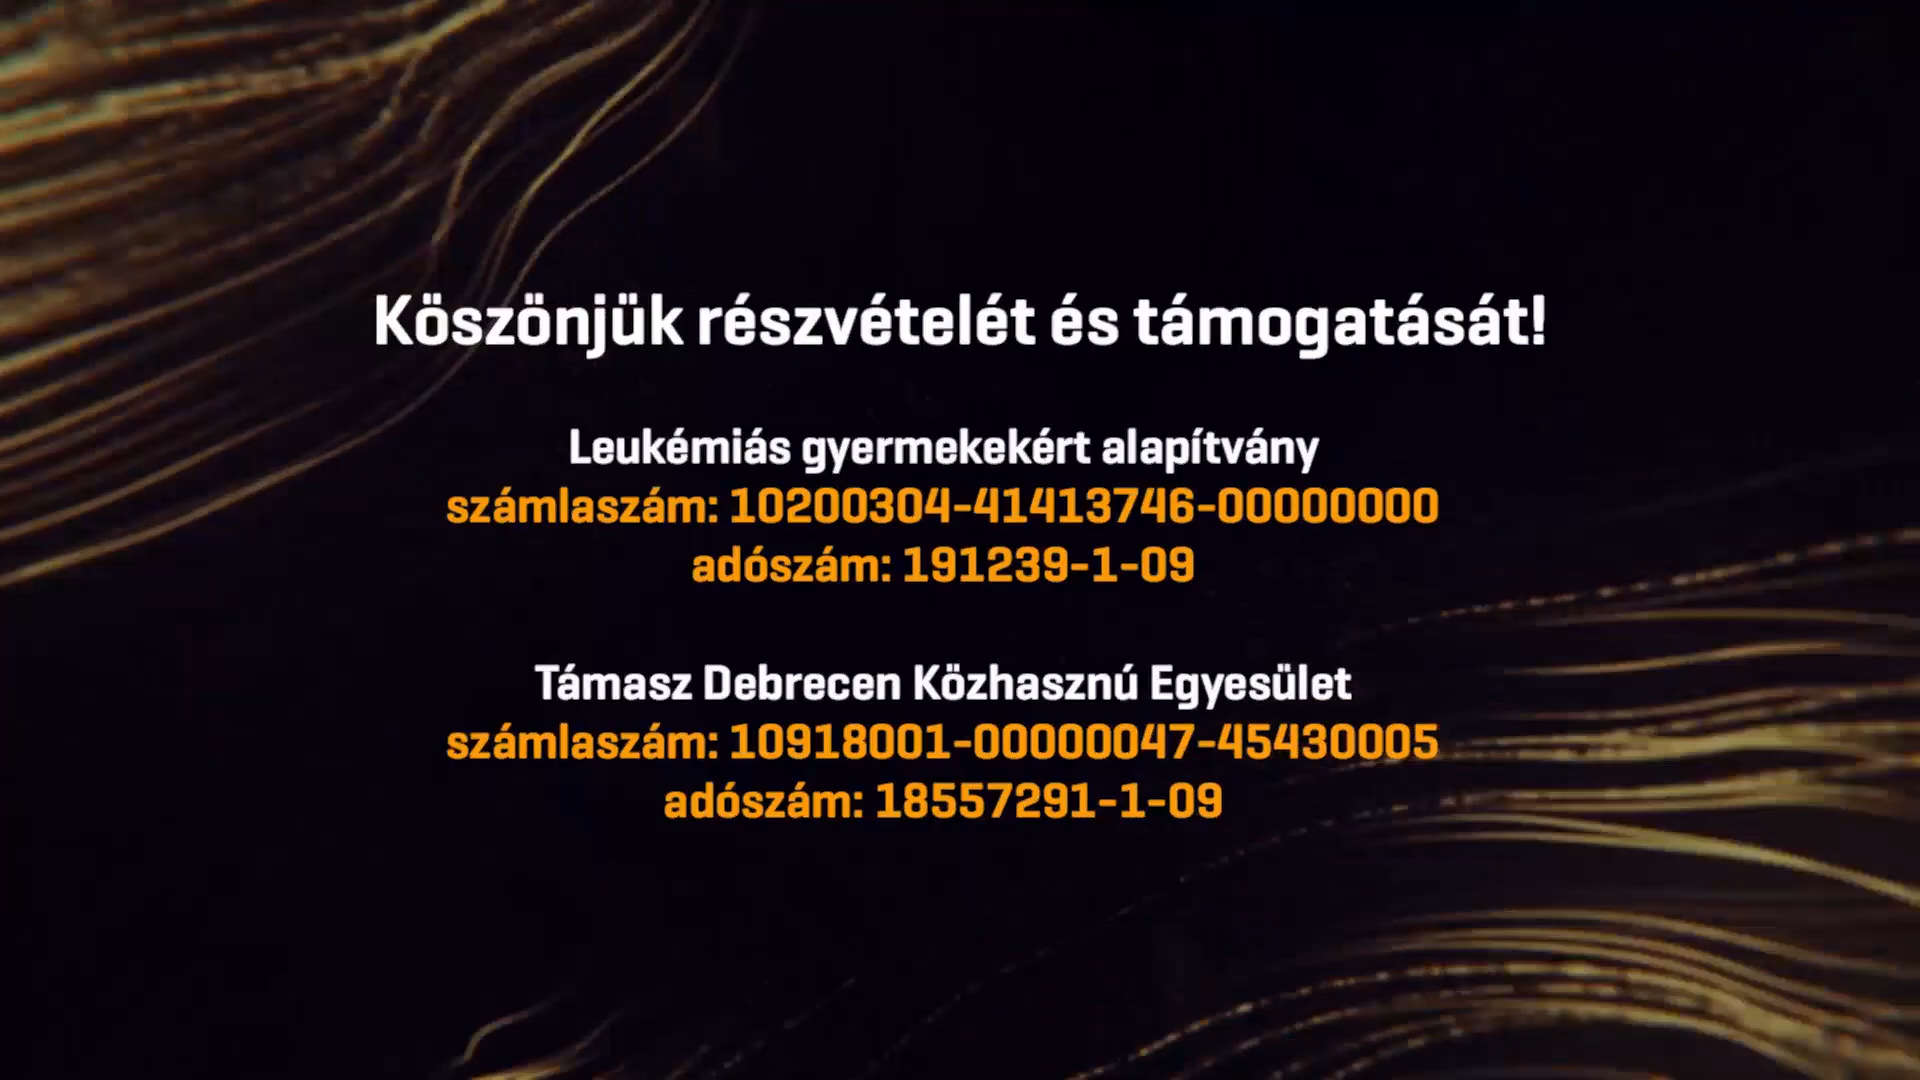 Köszönjük részvételét és támogatását!
Leukémiás gyermekekért alapítvány
számlaszám: 10200304-41413746-00000000
adószám: 191239-1-09
Támasz Debrecen Közhasznú Egyesület
számlaszám: 10918001-00000047-45430005
adószám: 18557291-1-09